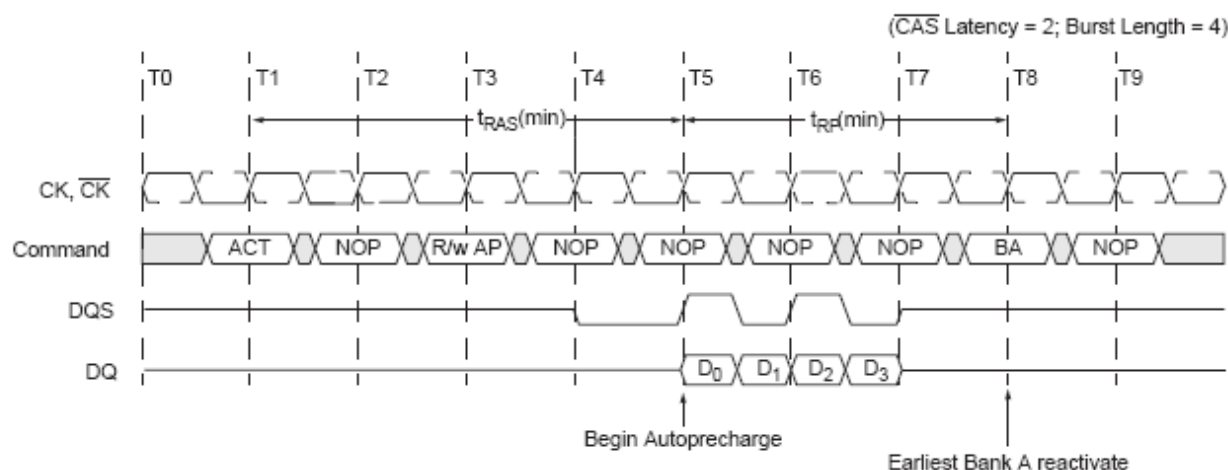 (CAS Latency = 2; Burst Length = 4)
T0 T1 T2 T3 T4 T5 T6 T7 T8 T9
tRAS(min) tRP(min)
CK, CK
Command ACT NOP R/w AP NOP NOP NOP NOP BA NOP
DQS
DQ D0 D1 D2 D3
Begin Autoprecharge
Earliest Bank A reactivate